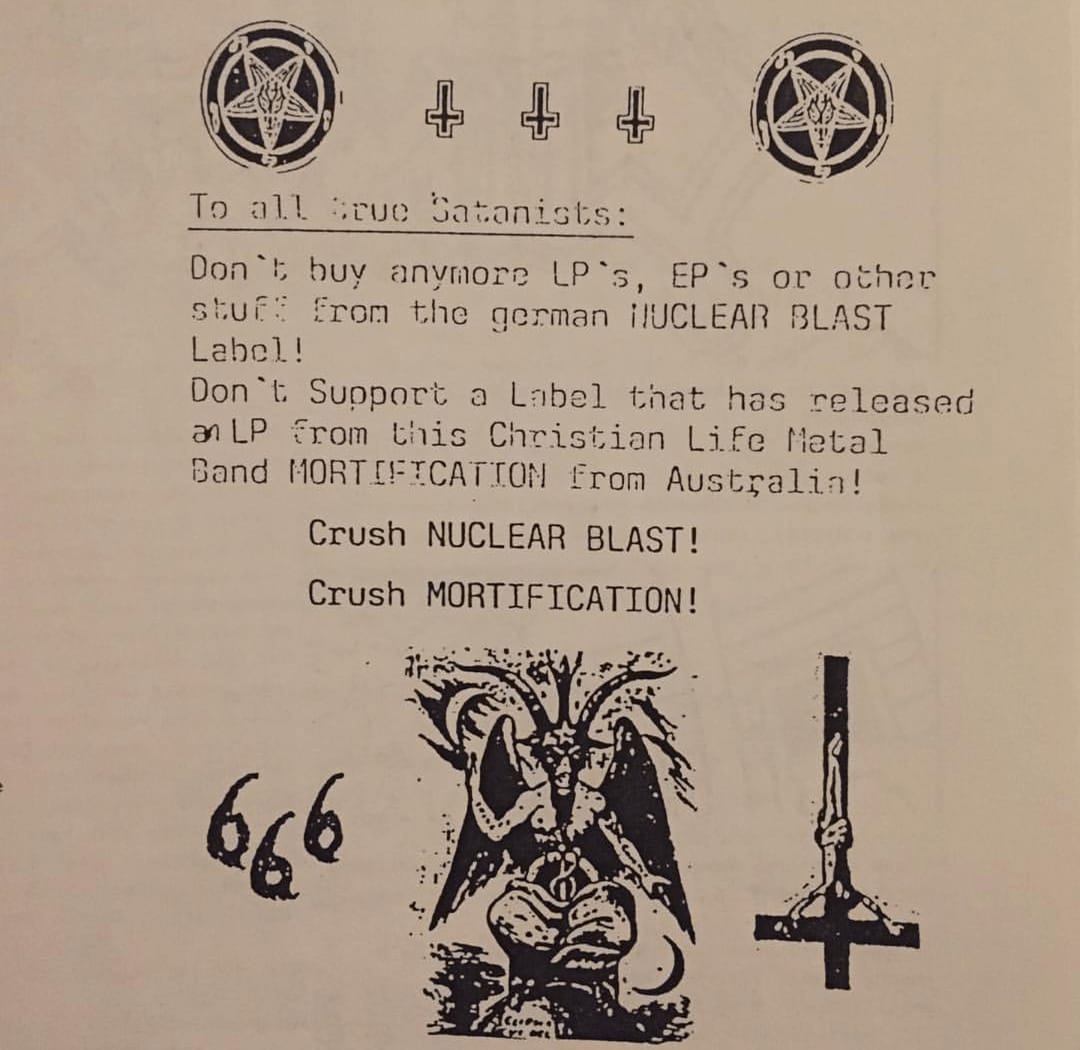 To all true Satanists:
Don`t buy anymore LP`s, EP`s or other
stuff from the german NUCLEAR BLAST
Label!
Don`t Support a Label that has released
an LP from this Christian Life Metal
Band MORTIFICATION from Australia!
Crush NUCLEAR BLAST!
Crush MORTIFICATION!
666